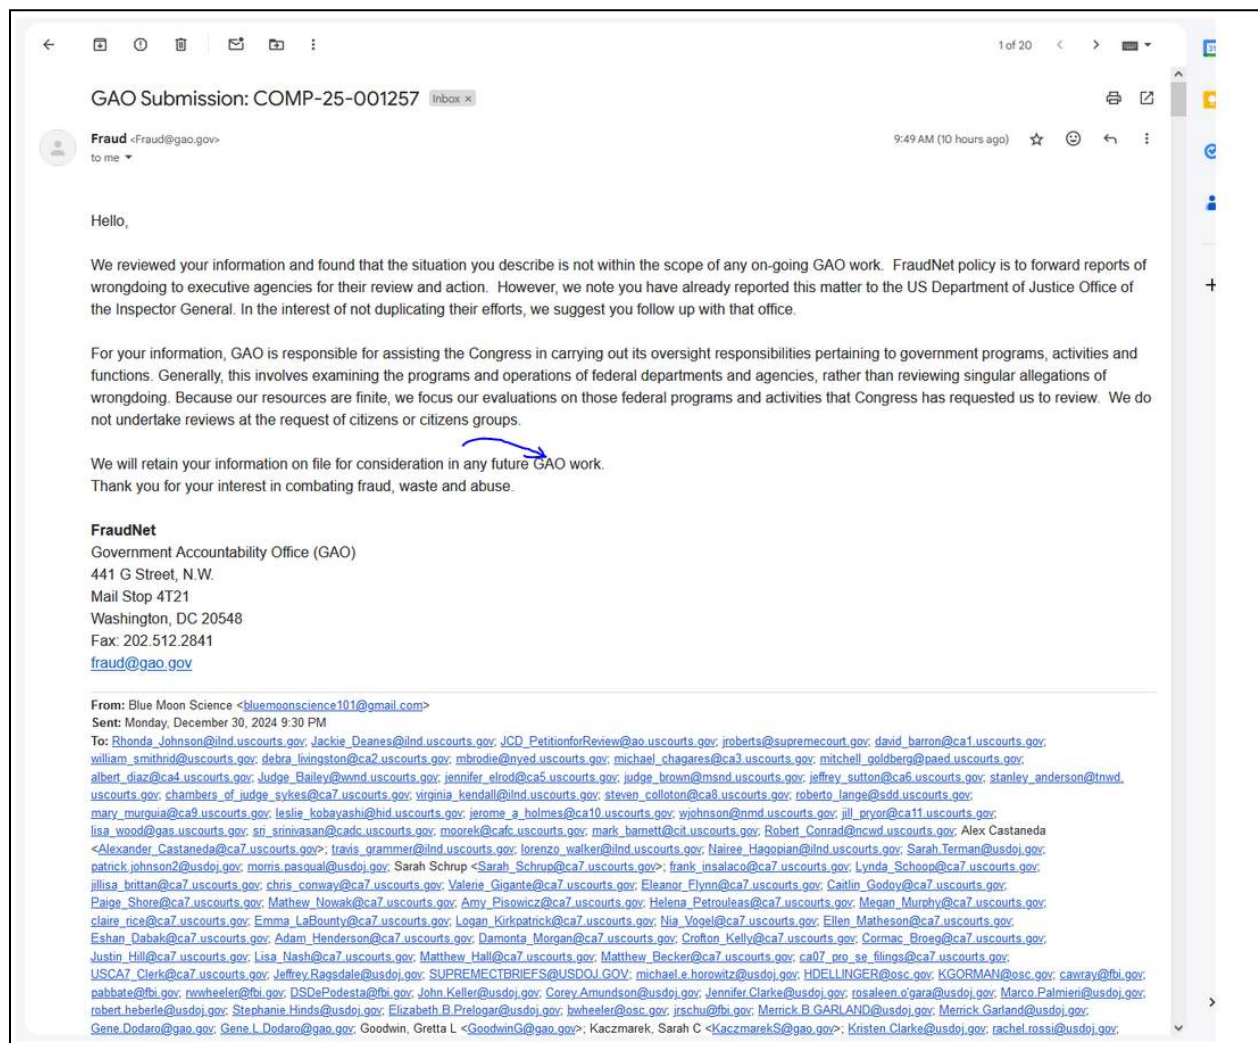 1 of 20
GAO Submission: COMP-25-001257 Inbox ×
Fraud <Fraud@gao.gov> 9:49 AM (10 hours ago)
to me
Hello,
We reviewed your information and found that the situation you describe is not within the scope of any on-going GAO work. FraudNet policy is to forward reports of
wrongdoing to executive agencies for their review and action. However, we note you have already reported this matter to the US Department of Justice Office of
the Inspector General. In the interest of not duplicating their efforts, we suggest you follow up with that office.
For your information, GAO is responsible for assisting the Congress in carrying out its oversight responsibilities pertaining to government programs, activities and
functions. Generally, this involves examining the programs and operations of federal departments and agencies, rather than reviewing singular allegations of
wrongdoing. Because our resources are finite, we focus our evaluations on those federal programs and activities that Congress has requested us to review. We do
not undertake reviews at the request of citizens or citizens groups.
We will retain your information on file for consideration in any future GAO work.
Thank you for your interest in combating fraud, waste and abuse.
FraudNet
Government Accountability Office (GAO)
441 G Street, N.W.
Mail Stop 4T21
Washington, DC 20548
Fax: 202.512.2841
fraud@gao.gov
From: Blue Moon Science <bluemoonscience101@gmail.com>
Sent: Monday, December 30, 2024 9:30 PM
To: Rhonda_Johnson@ilnd.uscourts.gov; Jackie_Deanes@ilnd.uscourts.gov; JCD_PetitionforReview@ao.uscourts.gov; jroberts@supremecourt.gov; david_barron@ca1.uscourts.gov;
william_smithrid@uscourts.gov; debra_livingston@ca2.uscourts.gov; mbrodie@nyed.uscourts.gov; michael_chagares@ca3.uscourts.gov; mitchell_goldberg@paed.uscourts.gov;
albert_diaz@ca4.uscourts.gov; Judge_Bailey@wvnd.uscourts.gov; jennifer_elrod@ca5.uscourts.gov; judge_brown@msnd.uscourts.gov; jeffrey_sutton@ca6.uscourts.gov; stanley_anderson@tnwd.
uscourts.gov; chambers_of_judge_sykes@ca7.uscourts.gov; virginia_kendall@ilnd.uscourts.gov; steven_colloton@ca8.uscourts.gov; roberto_lange@sdd.uscourts.gov;
mary_murguia@ca9.uscourts.gov; leslie_kobayashi@hid.uscourts.gov; jerome_a_holmes@ca10.uscourts.gov; wjohnson@nmd.uscourts.gov; jill_pryor@ca11.uscourts.gov;
lisa_wood@gas.uscourts.gov; sri_srinivasan@cadc.uscourts.gov; moorek@cafc.uscourts.gov; mark_barnett@cit.uscourts.gov; Robert_Conrad@ncwd.uscourts.gov; Alex Castaneda
<Alexander_Castaneda@ca7.uscourts.gov>; travis_grammer@ilnd.uscourts.gov; lorenzo_walker@ilnd.uscourts.gov; Nairee_Hagopian@ilnd.uscourts.gov; Sarah.Terman@usdoj.gov;
patrick.johnson2@usdoj.gov; morris.pasqual@usdoj.gov; Sarah Schrup <Sarah_Schrup@ca7.uscourts.gov>; frank_insalaco@ca7.uscourts.gov; Lynda_Schoop@ca7.uscourts.gov;
jillisa_brittan@ca7.uscourts.gov; chris_conway@ca7.uscourts.gov; Valerie_Gigante@ca7.uscourts.gov; Eleanor_Flynn@ca7.uscourts.gov; Caitlin_Godoy@ca7.uscourts.gov;
Paige_Shore@ca7.uscourts.gov; Mathew_Nowak@ca7.uscourts.gov; Amy_Pisowicz@ca7.uscourts.gov; Helena_Petrouleas@ca7.uscourts.gov; Megan_Murphy@ca7.uscourts.gov;
claire_rice@ca7.uscourts.gov; Emma_LaBounty@ca7.uscourts.gov; Logan_Kirkpatrick@ca7.uscourts.gov; Nia_Vogel@ca7.uscourts.gov; Ellen_Matheson@ca7.uscourts.gov;
Eshan_Dabak@ca7.uscourts.gov; Adam_Henderson@ca7.uscourts.gov; Damonta_Morgan@ca7.uscourts.gov; Crofton_Kelly@ca7.uscourts.gov; Cormac_Broeg@ca7.uscourts.gov;
Justin_Hill@ca7.uscourts.gov; Lisa_Nash@ca7.uscourts.gov; Matthew_Hall@ca7.uscourts.gov; Matthew_Becker@ca7.uscourts.gov; ca07_pro_se_filings@ca7.uscourts.gov;
USCA7_Clerk@ca7.uscourts.gov; Jeffrey.Ragsdale@usdoj.gov; SUPREMECTBRIEFS@USDOJ.GOV; michael.e.horowitz@usdoj.gov; HDELLINGER@osc.gov; KGORMAN@osc.gov; cawray@fbi.gov;
pabbate@fbi.gov; rwwheeler@fbi.gov; DSDePodesta@fbi.gov; John.Keller@usdoj.gov; Corey.Amundson@usdoj.gov; Jennifer.Clarke@usdoj.gov; rosaleen.o'gara@usdoj.gov; Marco.Palmieri@usdoj.gov;
robert.heberle@usdoj.gov; Stephanie.Hinds@usdoj.gov; Elizabeth.B.Prelogar@usdoj.gov; bwheeler@osc.gov; jrschu@fbi.gov; Merrick.B.GARLAND@usdoj.gov; Merrick.Garland@usdoj.gov;
Gene.Dodaro@gao.gov; Gene.L.Dodaro@gao.gov; Goodwin, Gretta L <GoodwinG@gao.gov>; Kaczmarek, Sarah C <KaczmarekS@gao.gov>; Kristen.Clarke@usdoj.gov; rachel.rossi@usdoj.gov;